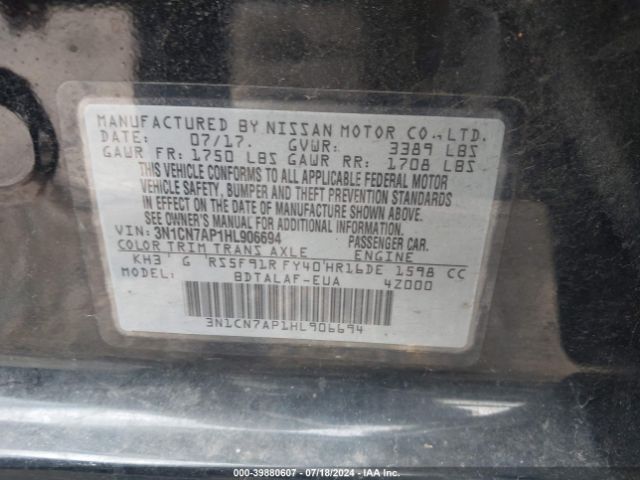 MANUFACTURED BY NISSAN MOTOR CO.,LTD.
DATE: 07/17. GVWR: 3389 LBS
GAWR FR: 1750 LBS GAWR RR: 1708 LBS
THIS VEHICLE CONFORMS TO ALL APPLICABLE FEDERAL MOTOR
VEHICLE SAFETY, BUMPER AND THEFT PREVENTION STANDARDS
IN EFFECT ON THE DATE OF MANUFACTURE SHOWN ABOVE.
SEE OWNER'S MANUAL FOR ADDITIONAL INFORMATION.
VIN: 3N1CN7AP1HL906694 PASSENGER CAR.
COLOR TRIM TRANS AXLE ENGINE
KH3 G RS5F91R FY40 HR16DE 1598 CC
MODEL: BDTALAF-EUA 4Z000
3N1CN7AP1HL906694
000-39880607 - 07/18/2024 - IAA Inc.